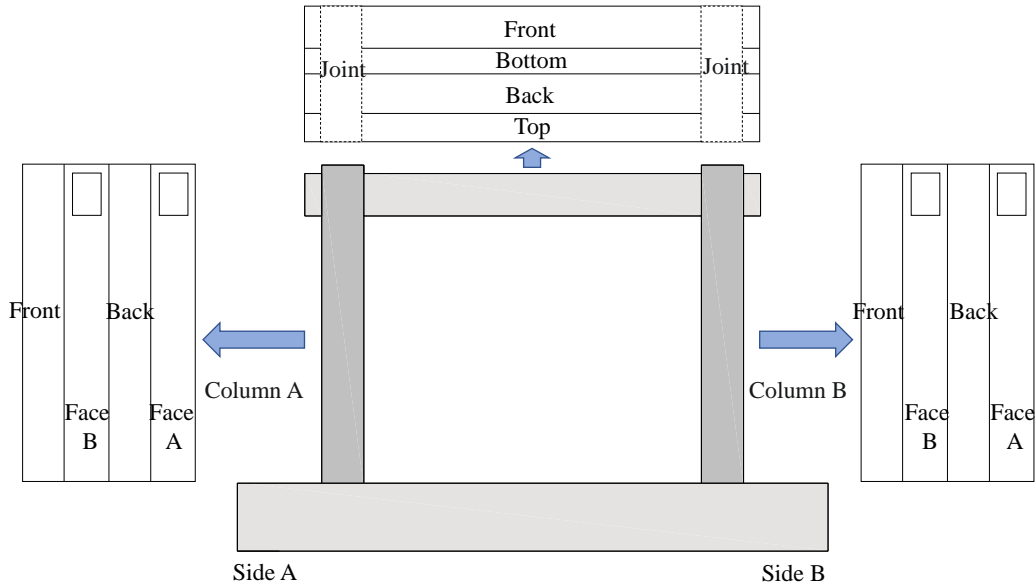 Front
Bottom
Joint
Joint
Back
Top
Front
Back
Face
B
Face
A
Column A
Column B
Front
Back
Face
B
Face
A
Side A
Side B